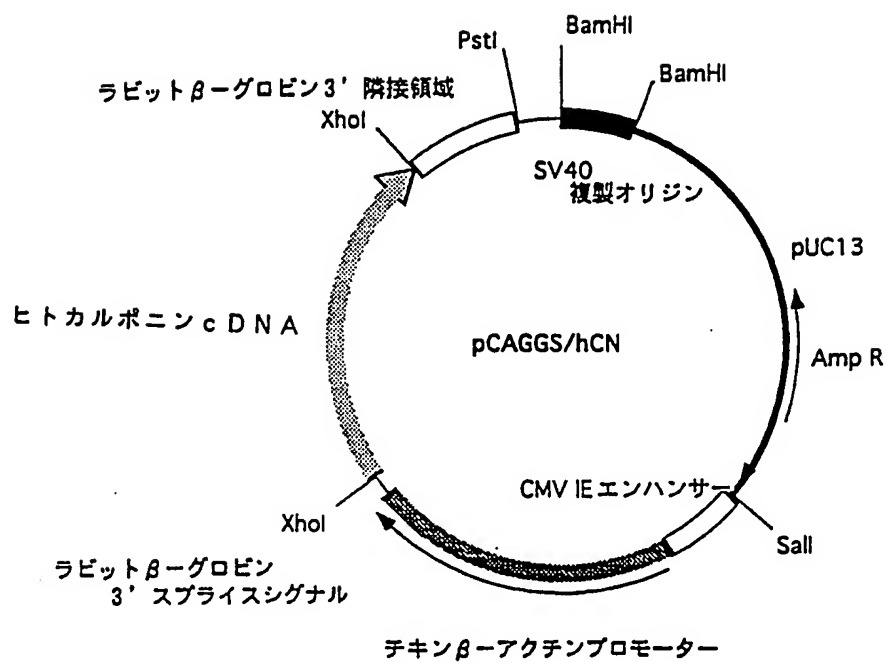 BamHI
PstI
BamHI
ラビットβーグロビン3’隣接領域
XhoI
SV40
複製オリジン
pUC13
ヒトカルポニンcDNA
pCAGGS/hCN
Amp R
CMV IEエンハンサー
XhoI
SalI
ラビットβーグロビン
3’スプライスシグナル
チキンβーアクチンプロモーター